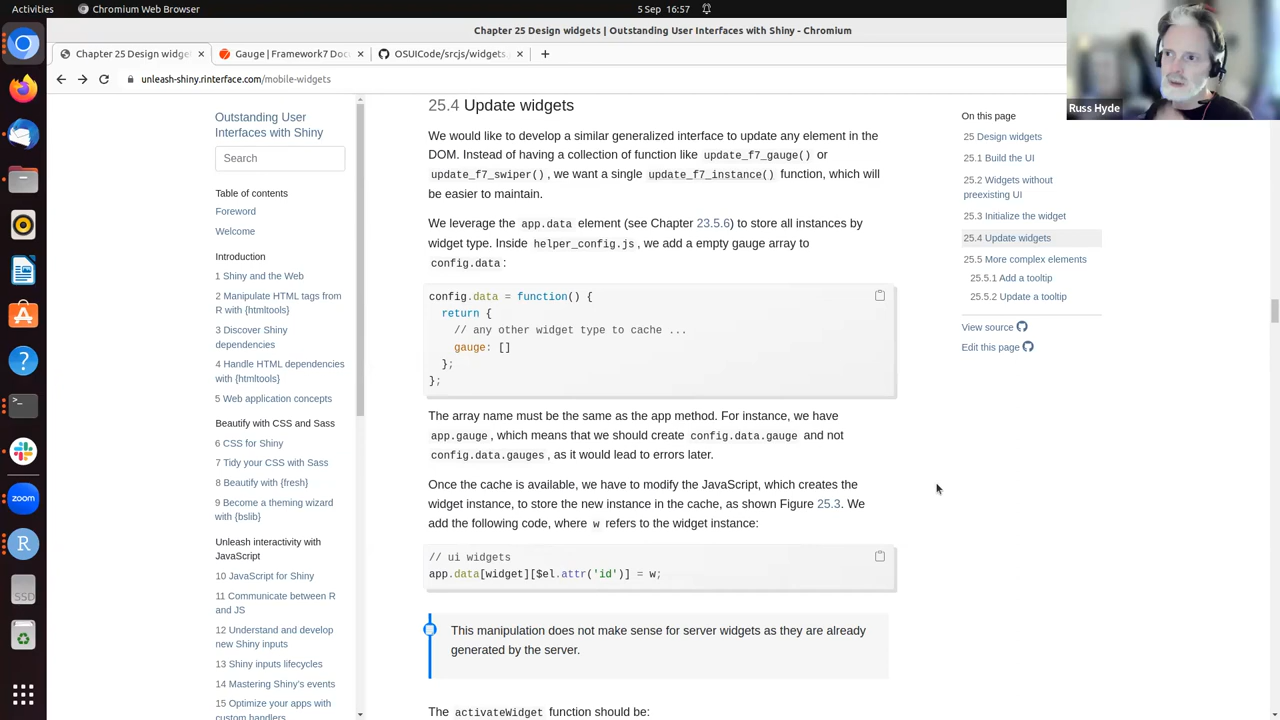 Activities
Chromium Web Browser
5 Sep 16:57
Chapter 25 Design widgets | Outstanding User Interfaces with Shiny - Chromium
Chapter 25 Design widge
Gauge | Framework7 Doc
OSUICode/srcjs/widgets.
unleash-shiny.rinterface.com/mobile-widgets
Russ Hyde
Outstanding User
Interfaces with Shiny
Search
Table of contents
Foreword
Welcome
Introduction
1 Shiny and the Web
2 Manipulate HTML tags from
R with {htmltools}
3 Discover Shiny
dependencies
4 Handle HTML dependencies
with {htmltools}
5 Web application concepts
Beautify with CSS and Sass
6 CSS for Shiny
7 Tidy your CSS with Sass
8 Beautify with {fresh}
9 Become a theming wizard
with {bslib}
Unleash interactivity with
JavaScript
10 JavaScript for Shiny
11 Communicate between R
and JS
12 Understand and develop
new Shiny inputs
13 Shiny inputs lifecycles
14 Mastering Shiny's events
15 Optimize your apps with
custom handlers
25.4 Update widgets
We would like to develop a similar generalized interface to update any element in the
DOM. Instead of having a collection of function like update_f7_gauge() or
update_f7_swiper(), we want a single update_f7_instance() function, which will
be easier to maintain.
We leverage the app.data element (see Chapter 23.5.6) to store all instances by
widget type. Inside helper_config.js, we add a empty gauge array to
config.data:
config.data = function() {
return {
// any other widget type to cache ...
gauge: []
};
};
The array name must be the same as the app method. For instance, we have
app.gauge, which means that we should create config.data.gauge and not
config.data.gauges, as it would lead to errors later.
Once the cache is available, we have to modify the JavaScript, which creates the
widget instance, to store the new instance in the cache, as shown Figure 25.3. We
add the following code, where w refers to the widget instance:
// ui widgets
app.data[widget][$el.attr('id')] = w;
This manipulation does not make sense for server widgets as they are already
generated by the server.
The activateWidget function should be:
On this page
25 Design widgets
25.1 Build the UI
25.2 Widgets without
preexisting UI
25.3 Initialize the widget
25.4 Update widgets
25.5 More complex elements
25.5.1 Add a tooltip
25.5.2 Update a tooltip
View source
Edit this page
zoom
R
SSD